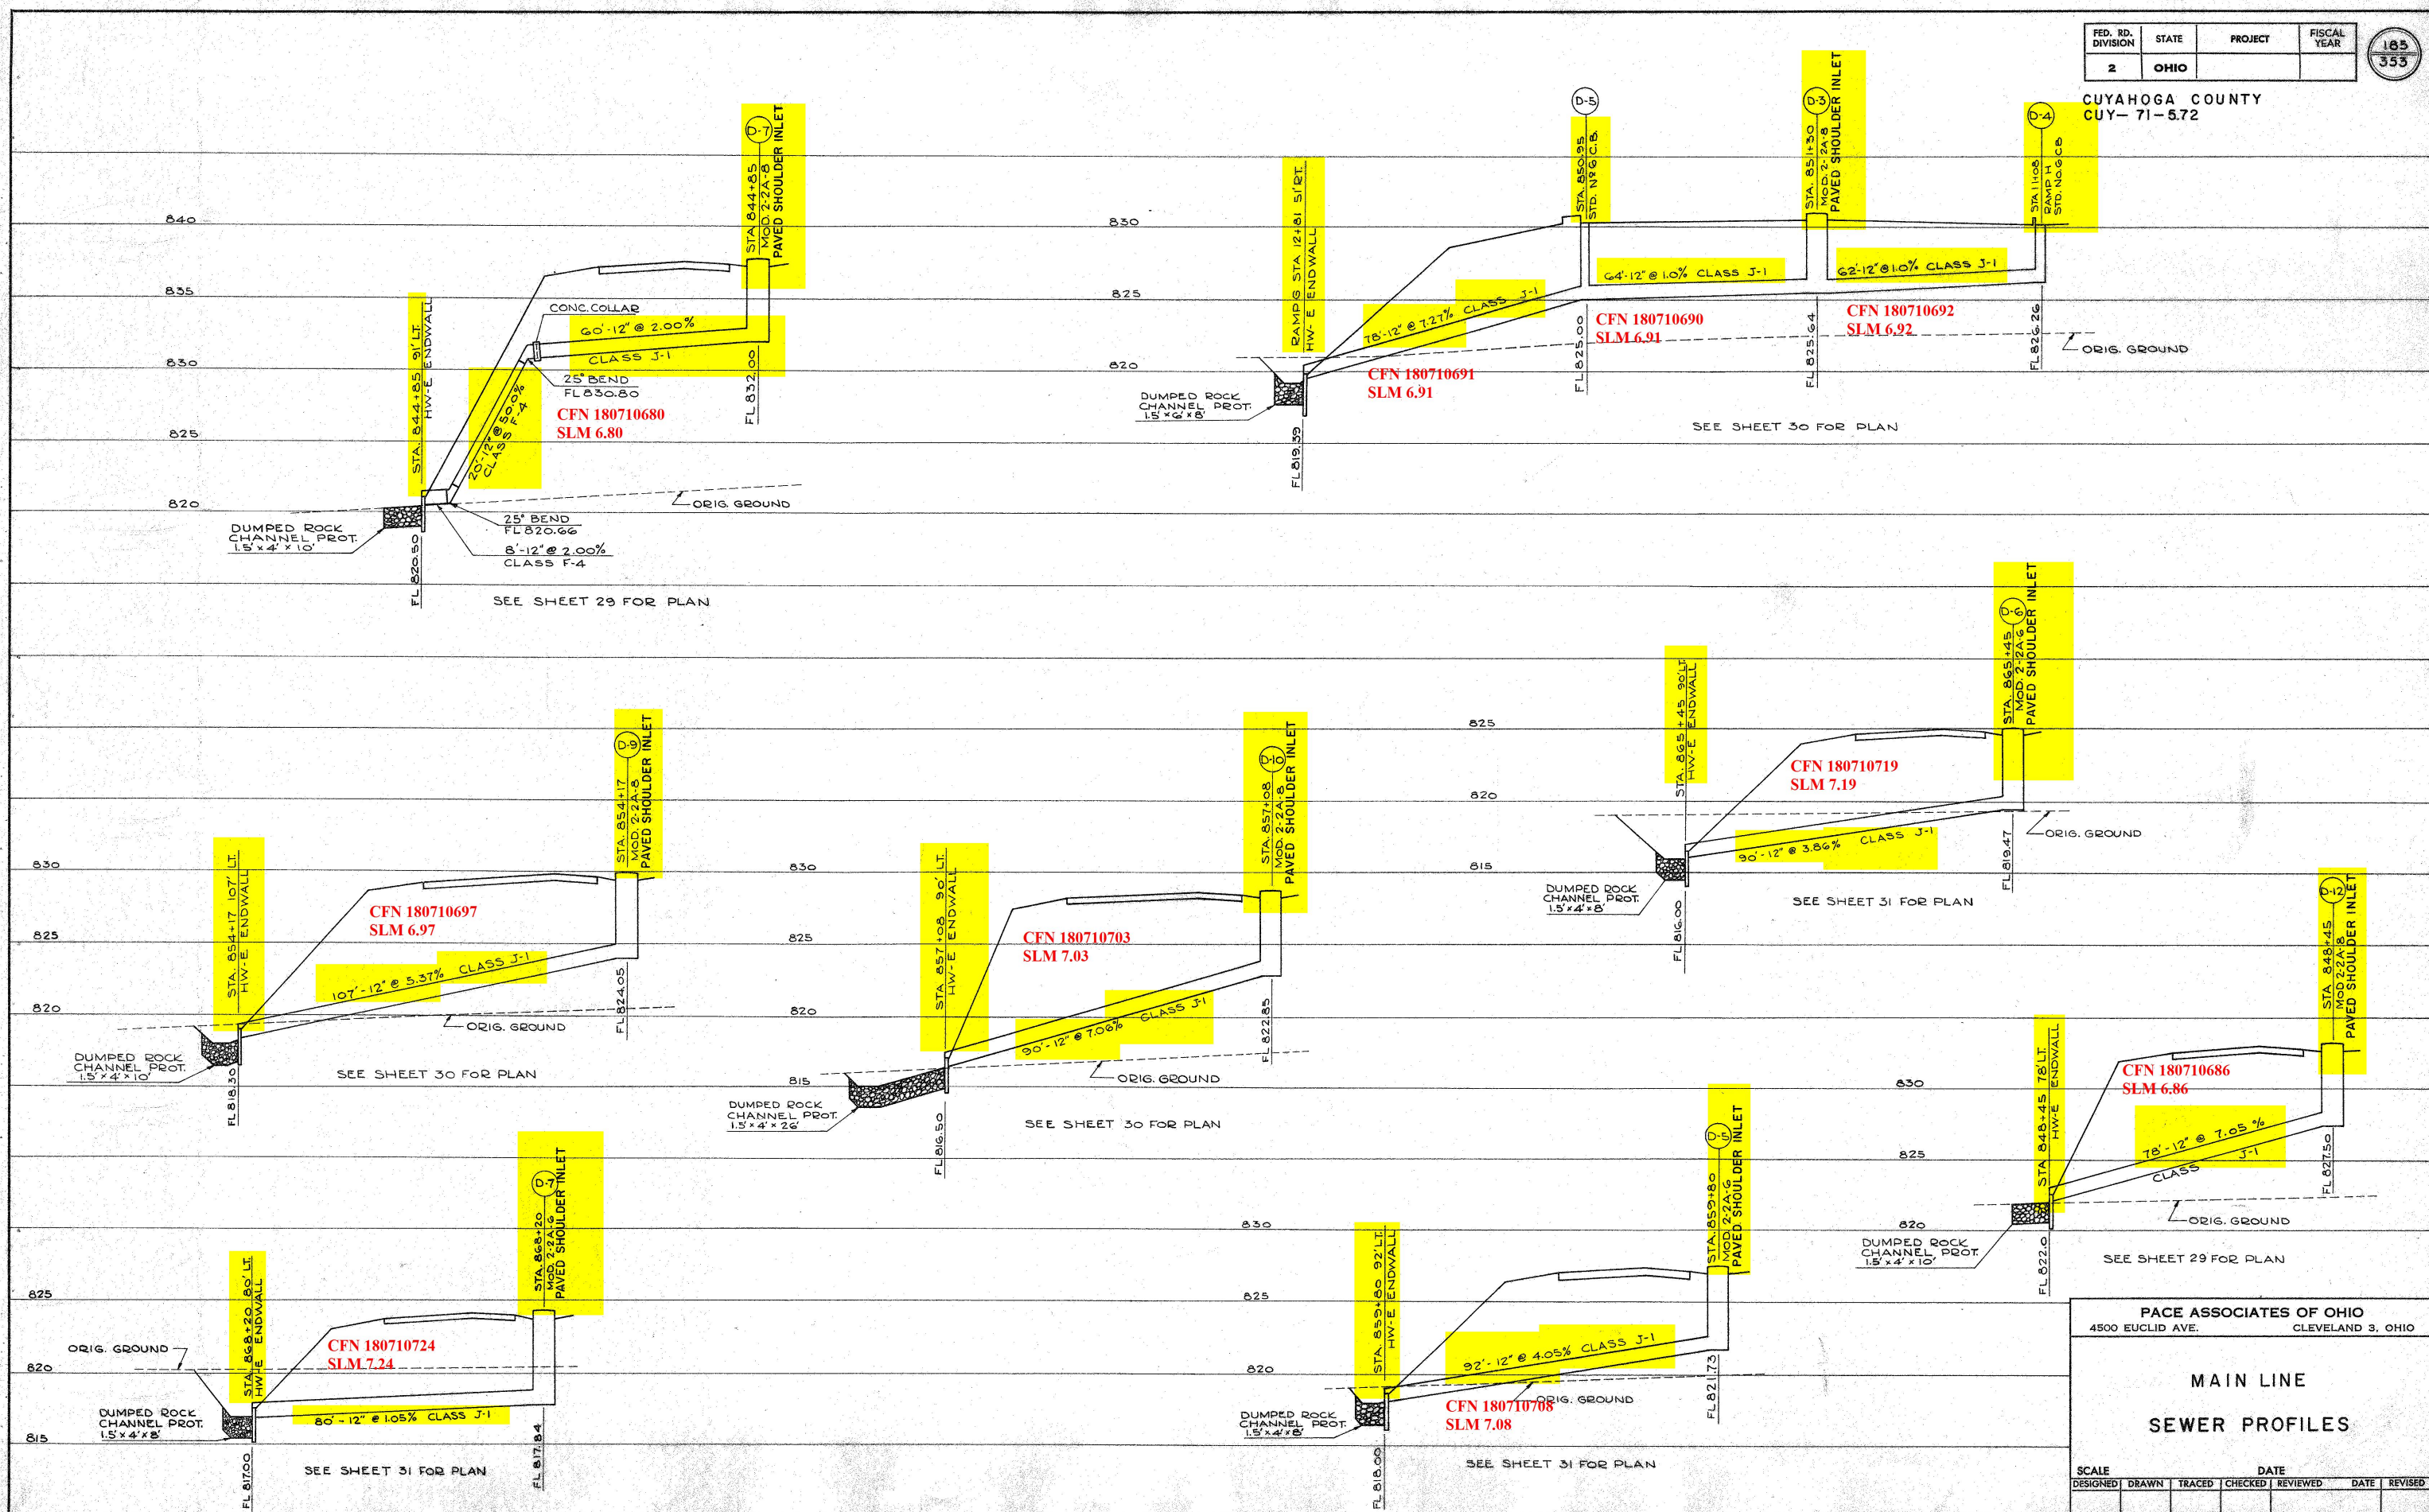 FED. RD. DIVISION STATE PROJECT FISCAL YEAR
2 OHIO
185
353
CUYAHOGA COUNTY
CUY- 71-5.72
840
835
830
825
820
D-7
STA. 844+85
MOD. 2-2A-8
PAVED SHOULDER INLET
STA. 844+85 91' LT.
HW-E ENDWALL
CONC. COLLAR
60'-12" @ 2.00%
CLASS J-1
25° BEND
FL 830.80
CFN 180710680
SLM 6.80
20'-12" @ 50.0%
CLASS F-4
FL 832.00
ORIG. GROUND
DUMPED ROCK
CHANNEL PROT.
1.5' x 4' x 10'
25° BEND
FL 820.66
8'-12" @ 2.00%
CLASS F-4
FL 820.50
SEE SHEET 29 FOR PLAN
830
825
820
RAMP G STA. 12+81 51' RT.
HW-E ENDWALL
D-5
STA. 850+95
STD. Nº 6 C.B.
D-3
STA. 851+30
MOD. 2-2A-8
PAVED SHOULDER INLET
D-4
STA 11+08
RAMP H
STD. NO. 6 CB
78'-12" @ 7.27% CLASS J-1
64'-12" @ 1.0% CLASS J-1
62'-12" @ 1.0% CLASS J-1
CFN 180710690
SLM 6.91
CFN 180710692
SLM 6.92
CFN 180710691
SLM 6.91
ORIG. GROUND
DUMPED ROCK
CHANNEL PROT.
1.5' x 6' x 8'
FL 819.39
FL 825.00
FL 825.64
FL 826.26
SEE SHEET 30 FOR PLAN
825
820
815
STA. 865+45 90' LT.
HW-E ENDWALL
D-6
STA. 865+45
MOD. 2-2A-6
PAVED SHOULDER INLET
CFN 180710719
SLM 7.19
90'-12" @ 3.86% CLASS J-1
ORIG. GROUND
DUMPED ROCK
CHANNEL PROT.
1.5' x 4' x 8'
FL 816.00
FL 819.47
SEE SHEET 31 FOR PLAN
830
825
820
STA. 854+17 107' LT.
HW-E ENDWALL
D-9
STA. 854+17
MOD. 2-2A-8
PAVED SHOULDER INLET
CFN 180710697
SLM 6.97
107'-12" @ 5.37% CLASS J-1
ORIG. GROUND
DUMPED ROCK
CHANNEL PROT.
1.5' x 4' x 10'
FL 818.30
FL 824.05
SEE SHEET 30 FOR PLAN
830
825
820
815
STA. 857+08 90' LT.
HW-E ENDWALL
D-10
STA. 857+08
MOD. 2-2A-8
PAVED SHOULDER INLET
CFN 180710703
SLM 7.03
90'-12" @ 7.06% CLASS J-1
ORIG. GROUND
DUMPED ROCK
CHANNEL PROT.
1.5' x 4' x 26'
FL 816.50
FL 822.85
SEE SHEET 30 FOR PLAN
830
825
820
STA 848+45 78' LT.
HW-E ENDWALL
D-12
STA 848+45
MOD 2-2A-8
PAVED SHOULDER INLET
CFN 180710686
SLM 6.86
78'-12" @ 7.05 %
CLASS J-1
ORIG. GROUND
DUMPED ROCK
CHANNEL PROT.
1.5' x 4' x 10'
FL 822.0
FL 827.50
SEE SHEET 29 FOR PLAN
825
820
815
STA. 868+20 80' LT.
HW-E ENDWALL
D-7
STA. 868+20
MOD. 2-2A-6
PAVED SHOULDER INLET
CFN 180710724
SLM 7.24
ORIG. GROUND
80'-12" @ 1.05% CLASS J-1
DUMPED ROCK
CHANNEL PROT.
1.5' x 4' x 8'
FL 817.00
FL 817.84
SEE SHEET 31 FOR PLAN
830
825
820
STA. 859+80 92' LT.
HW-E ENDWALL
D-5
STA. 859+80
MOD. 2-2A-6
PAVED SHOULDER INLET
92'-12" @ 4.05% CLASS J-1
ORIG. GROUND
CFN 180710708
SLM 7.08
DUMPED ROCK
CHANNEL PROT.
1.5' x 4' x 8'
FL 818.00
FL 821.73
SEE SHEET 31 FOR PLAN
PACE ASSOCIATES OF OHIO
4500 EUCLID AVE. CLEVELAND 3, OHIO
MAIN LINE
SEWER PROFILES
SCALE DATE
DESIGNED DRAWN TRACED CHECKED REVIEWED DATE REVISED